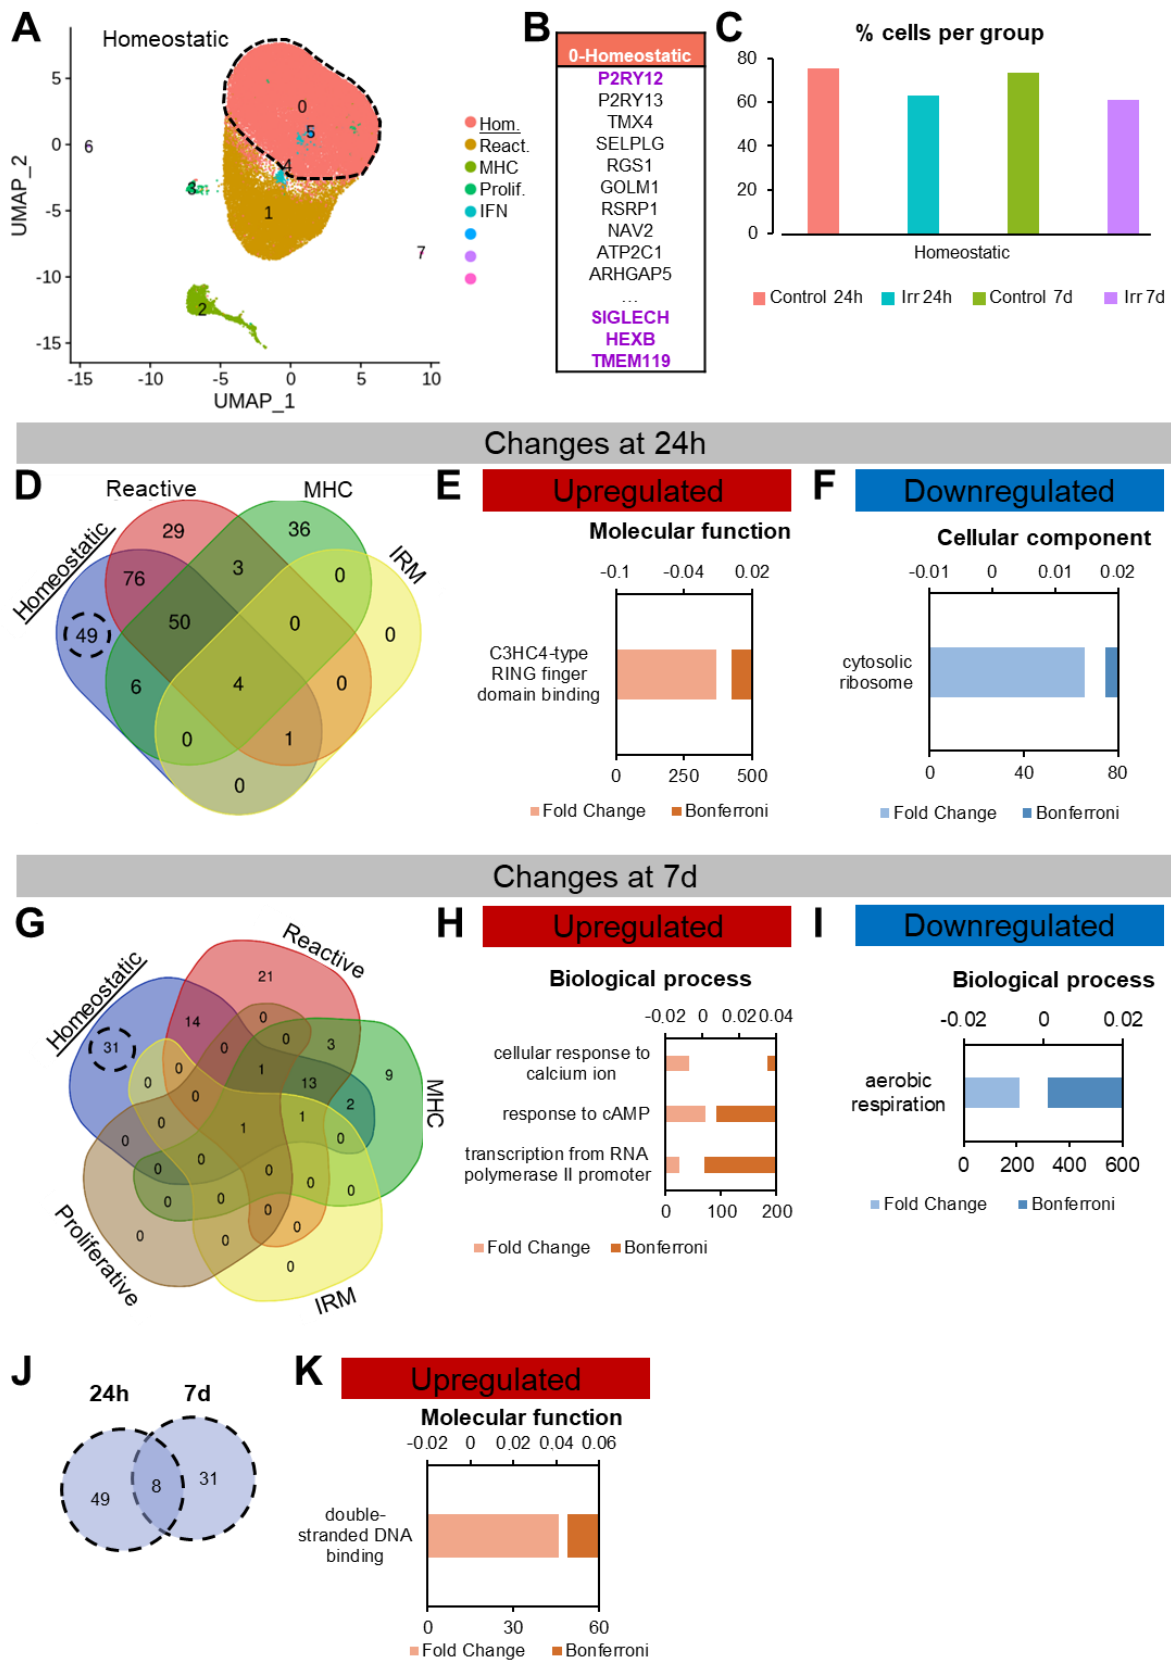 A
Homeostatic
UMAP_2
5
0
-5
-10
-15
-15 -10 -5 0 5 10
UMAP_1
0
5
4
6
3
1
7
2
Hom.
React.
MHC
Prolif.
IFN
B
0-Homeostatic
P2RY12
P2RY13
TMX4
SELPLG
RGS1
GOLM1
RSRP1
NAV2
ATP2C1
ARHGAP5
...
SIGLECH
HEXB
TMEM119
C
% cells per group
80
60
40
20
0
Homeostatic
Control 24h Irr 24h Control 7d Irr 7d
Changes at 24h
D
Homeostatic
Reactive
MHC
IRM
29 36
76 3 0
49 50 0 0
6 4 0
0 1
0
E
Upregulated
Molecular function
-0.1 -0.04 0.02
C3HC4-type
RING finger
domain binding
0 250 500
Fold Change Bonferroni
F
Downregulated
Cellular component
-0.01 0 0.01 0.02
cytosolic
ribosome
0 40 80
Fold Change Bonferroni
Changes at 7d
G
Homeostatic
Reactive
MHC
IRM
Proliferative
21
14 0
31 0 0 3
0 0 1 13 9
0 1 2
0 0 1 0
0 0 0 0 0
0 0 0
0 0 0
0
H
Upregulated
Biological process
-0.02 0 0.02 0.04
cellular response to
calcium ion
response to cAMP
transcription from RNA
polymerase II promoter
0 100 200
Fold Change Bonferroni
I
Downregulated
Biological process
-0.02 0 0.02
aerobic
respiration
0 200 400 600
Fold Change Bonferroni
J
24h 7d
49 8 31
K
Upregulated
Molecular function
-0.02 0 0.02 0.04 0.06
double-
stranded DNA
binding
0 30 60
Fold Change Bonferroni